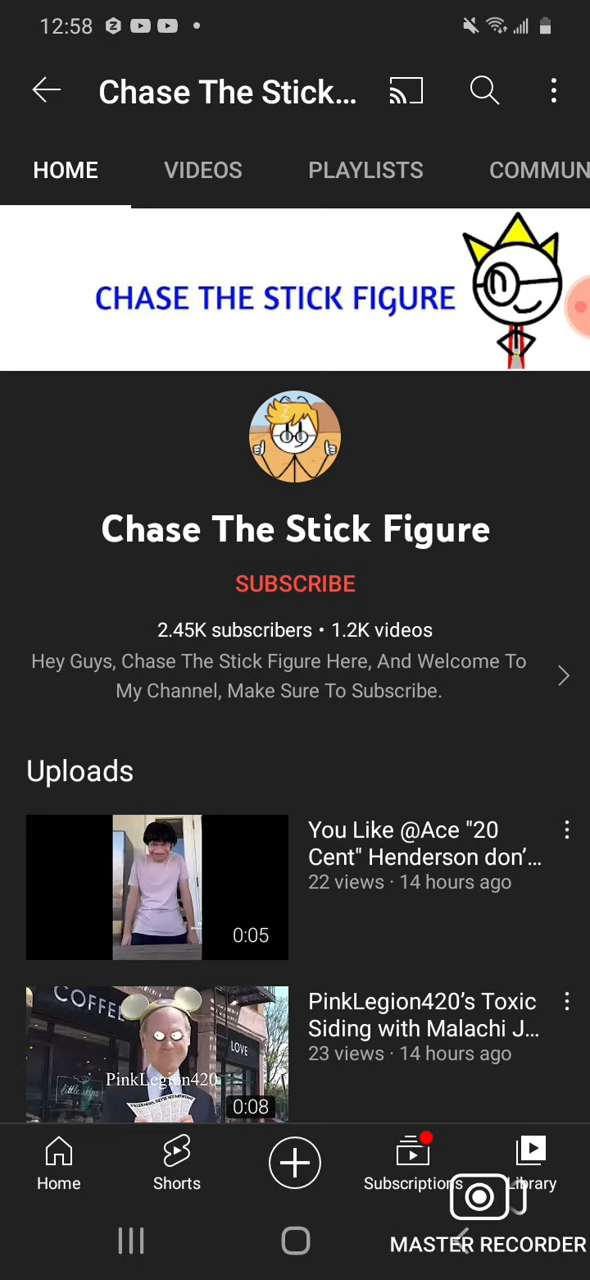 12:58
Chase The Stick...
HOME VIDEOS PLAYLISTS COMMUN
CHASE THE STICK FIGURE
Chase The Stick Figure
SUBSCRIBE
2.45K subscribers • 1.2K videos
Hey Guys, Chase The Stick Figure Here, And Welcome To
My Channel, Make Sure To Subscribe.
Uploads
You Like @Ace "20
Cent" Henderson don’...
22 views · 14 hours ago
0:05
COFFE
LOVE
PinkLegion420
0:08
PinkLegion420’s Toxic
Siding with Malachi J...
23 views · 14 hours ago
Home Shorts Subscriptions Library
MASTER RECORDER